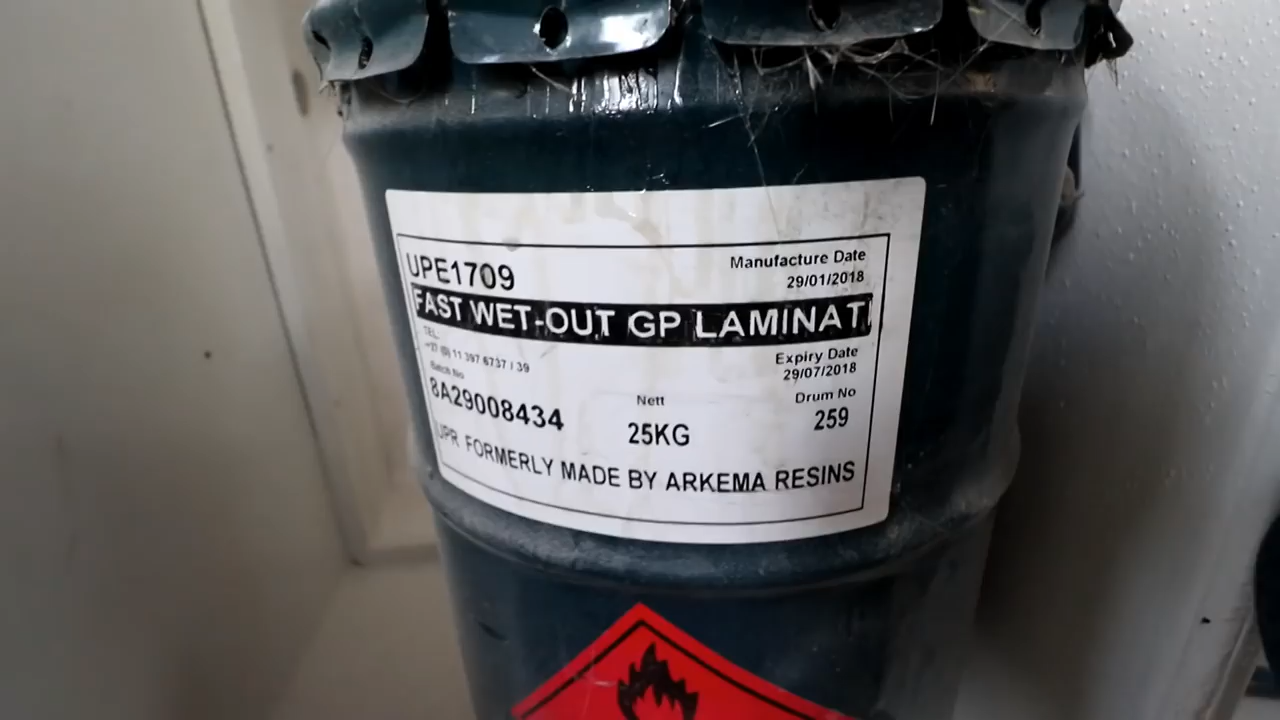 UPE1709
Manufacture Date
29/01/2018
FAST WET-OUT GP LAMINAT
TEL:
+27 (0) 11 397 6737 / 39
Expiry Date
29/07/2018
Batch No
8A29008434
Nett
25KG
Drum No
259
UPR FORMERLY MADE BY ARKEMA RESINS